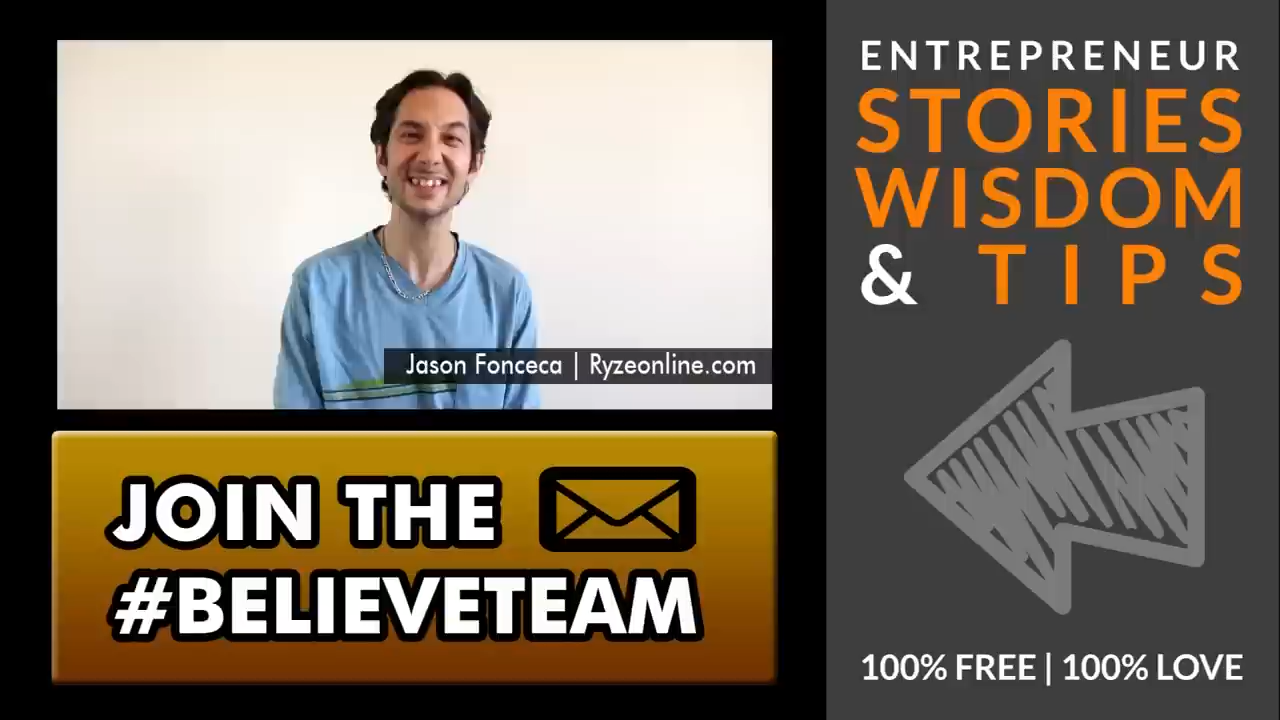 Jason Fonceca | Ryzeonline.com
JOIN THE
#BELIEVETEAM
ENTREPRENEUR
STORIES
WISDOM
& TIPS
100% FREE | 100% LOVE